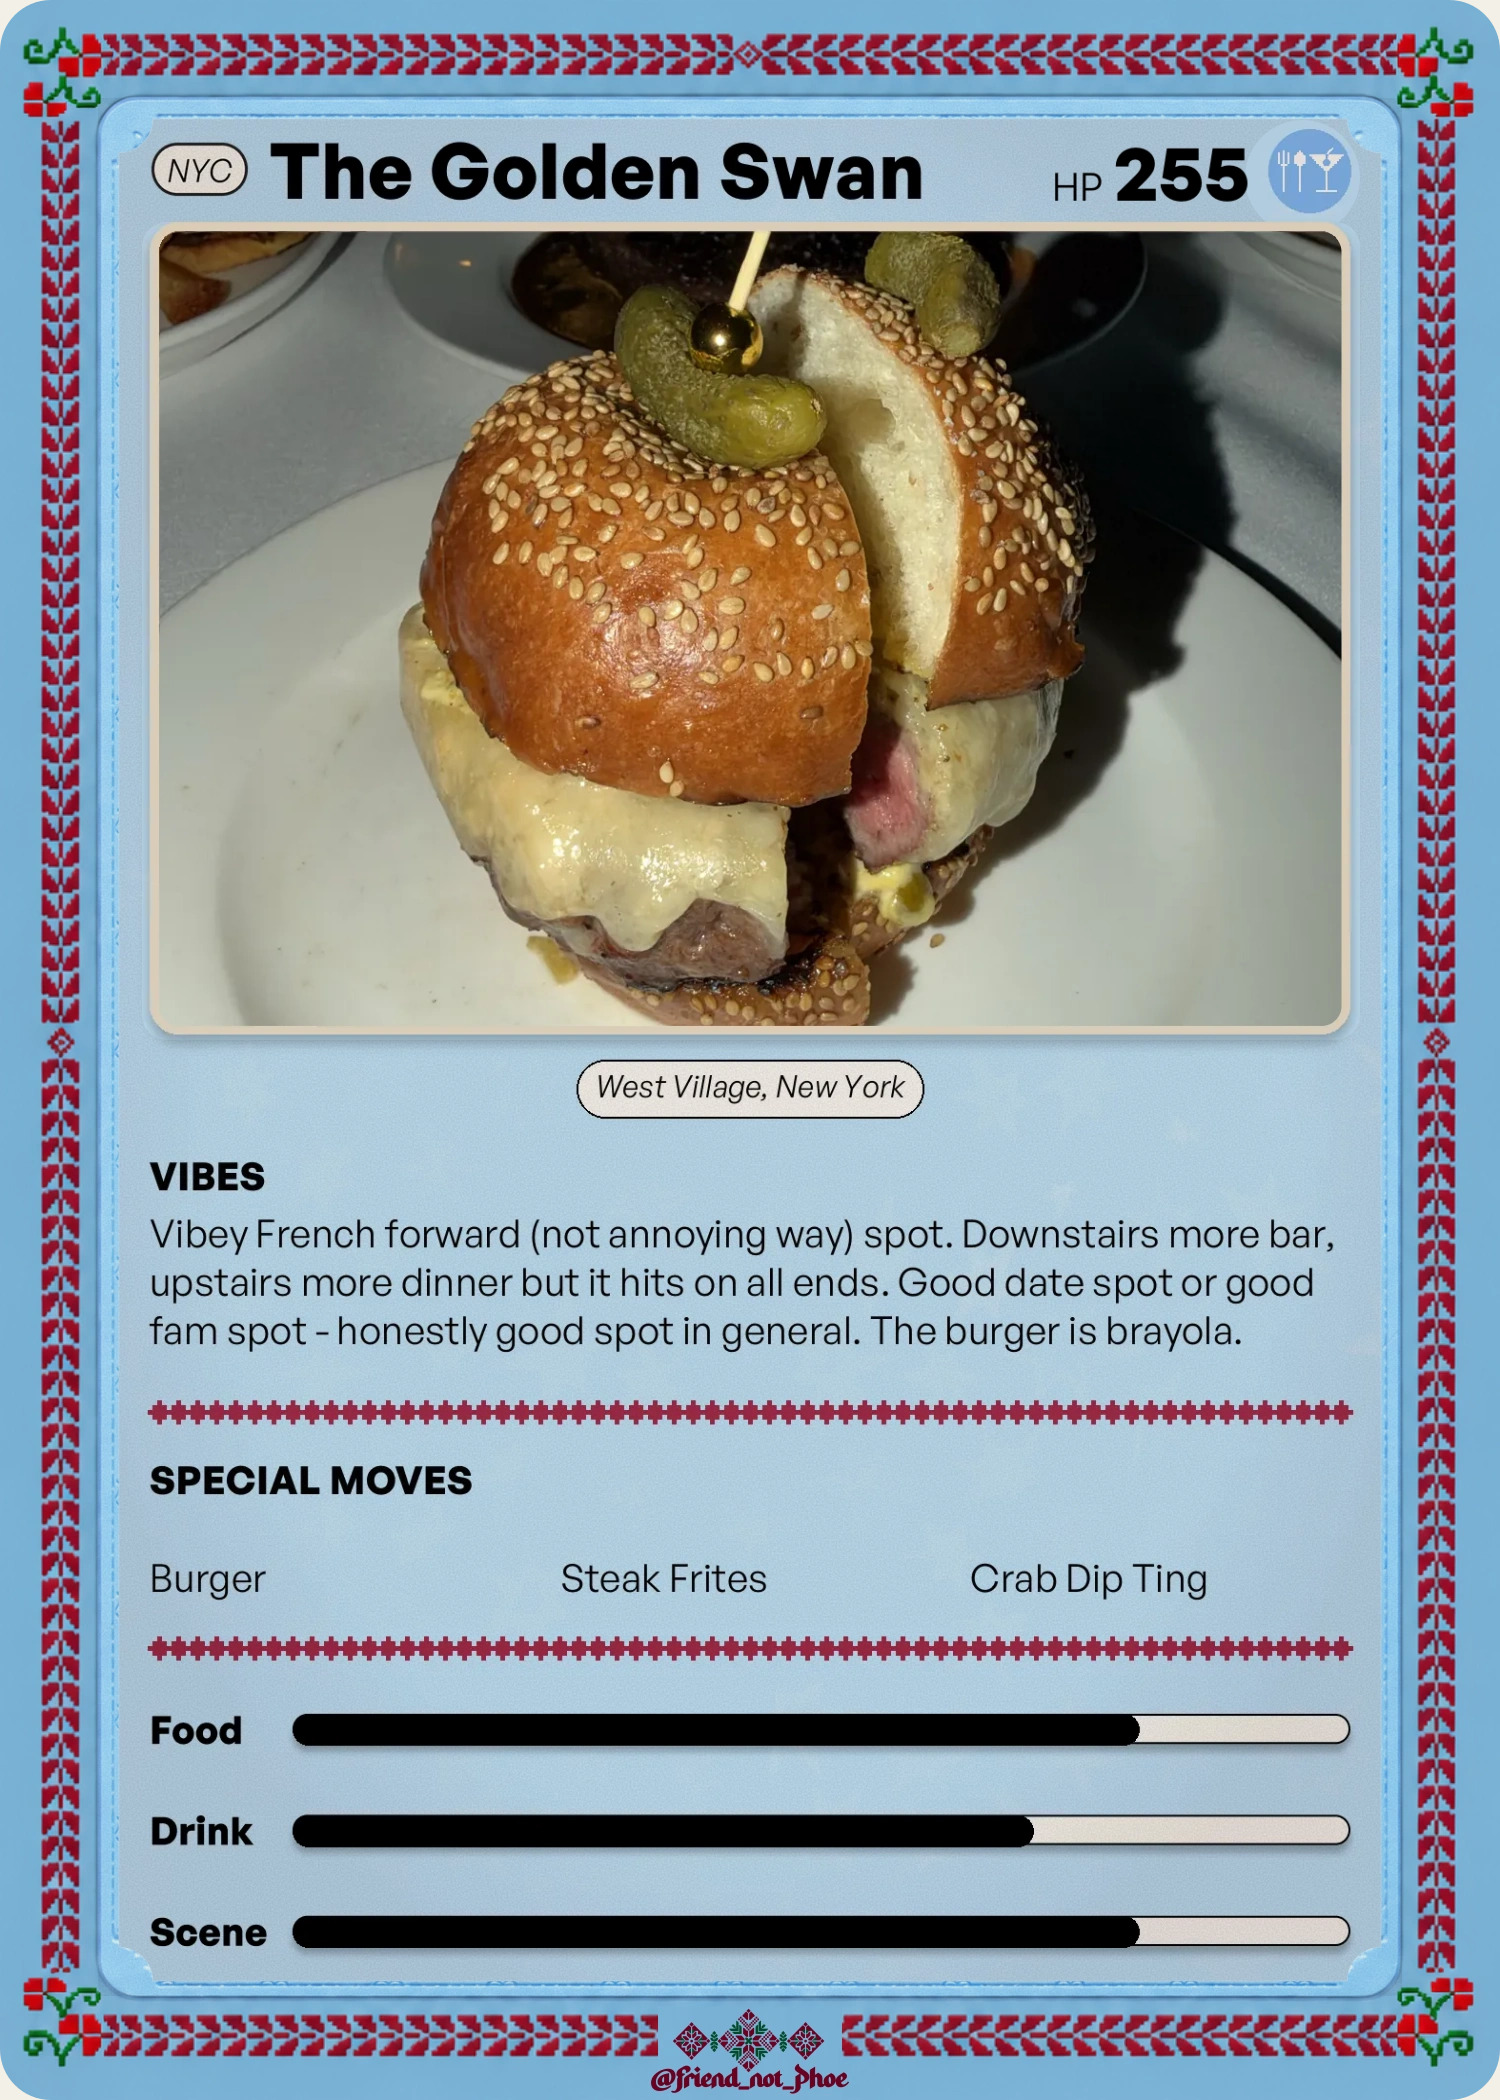 NYC The Golden Swan HP 255
West Village, New York
VIBES
Vibey French forward (not annoying way) spot. Downstairs more bar,
upstairs more dinner but it hits on all ends. Good date spot or good
fam spot - honestly good spot in general. The burger is brayola.
SPECIAL MOVES
Burger Steak Frites Crab Dip Ting
Food
Drink
Scene
@friend_not_Phoe